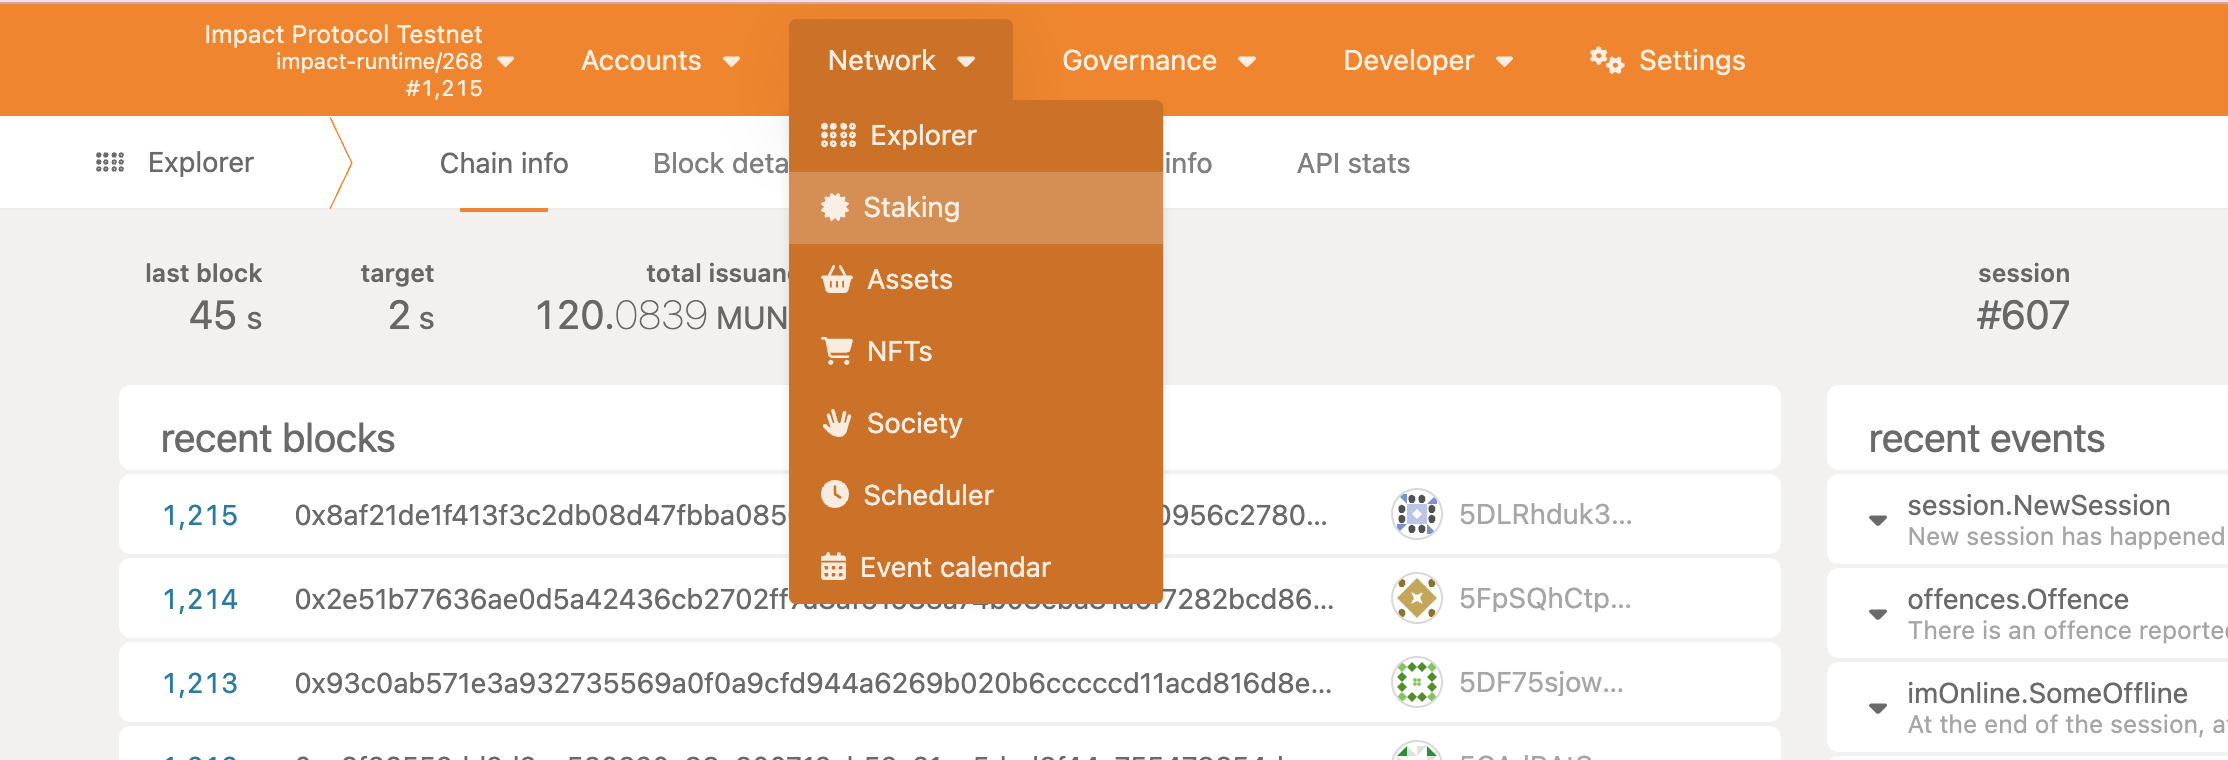 Impact Protocol Testnet
impact-runtime/268
#1,215
Accounts
Network
Governance
Developer
Settings
Explorer
Chain info
Block deta
info
API stats
Explorer
Staking
Assets
NFTs
Society
Scheduler
Event calendar
last block
45 s
target
2 s
total issuan
120.0839 MUN
session
#607
recent blocks
1,215 0x8af21de1f413f3c2db08d47fbba085 0956c2780... 5DLRhduk3...
1,214 0x2e51b77636ae0d5a42436cb2702ff 7282bcd86... 5FpSQhCtp...
1,213 0x93c0ab571e3a932735569a0f0a9cfd944a6269b020b6cccccd11acd816d8e... 5DF75sjow...
recent events
session.NewSession
New session has happened
offences.Offence
There is an offence reported
imOnline.SomeOffline
At the end of the session, a